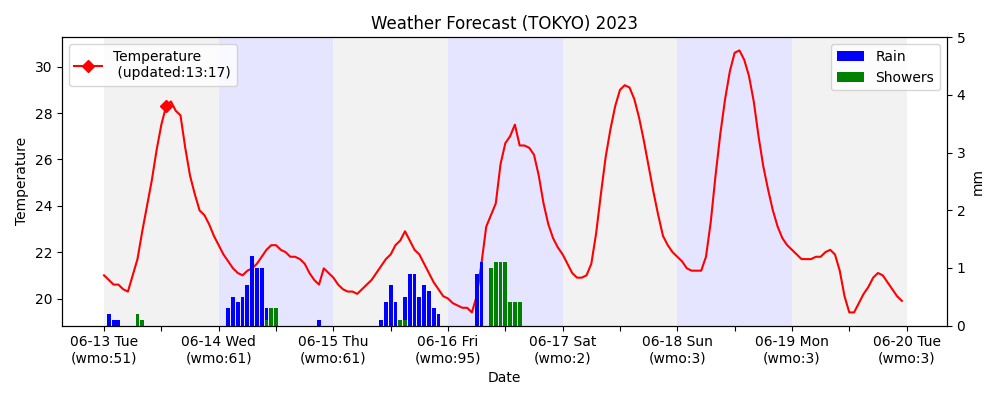 Weather Forecast (TOKYO) 2023
Temperature
(updated:13:17)
Rain
Showers
30
28
26
24
22
20
Temperature
5
4
3
2
1
0
mm
06-13 Tue
(wmo:51)
06-14 Wed
(wmo:61)
06-15 Thu
(wmo:61)
06-16 Fri
(wmo:95)
06-17 Sat
(wmo:2)
06-18 Sun
(wmo:3)
06-19 Mon
(wmo:3)
06-20 Tue
(wmo:3)
Date